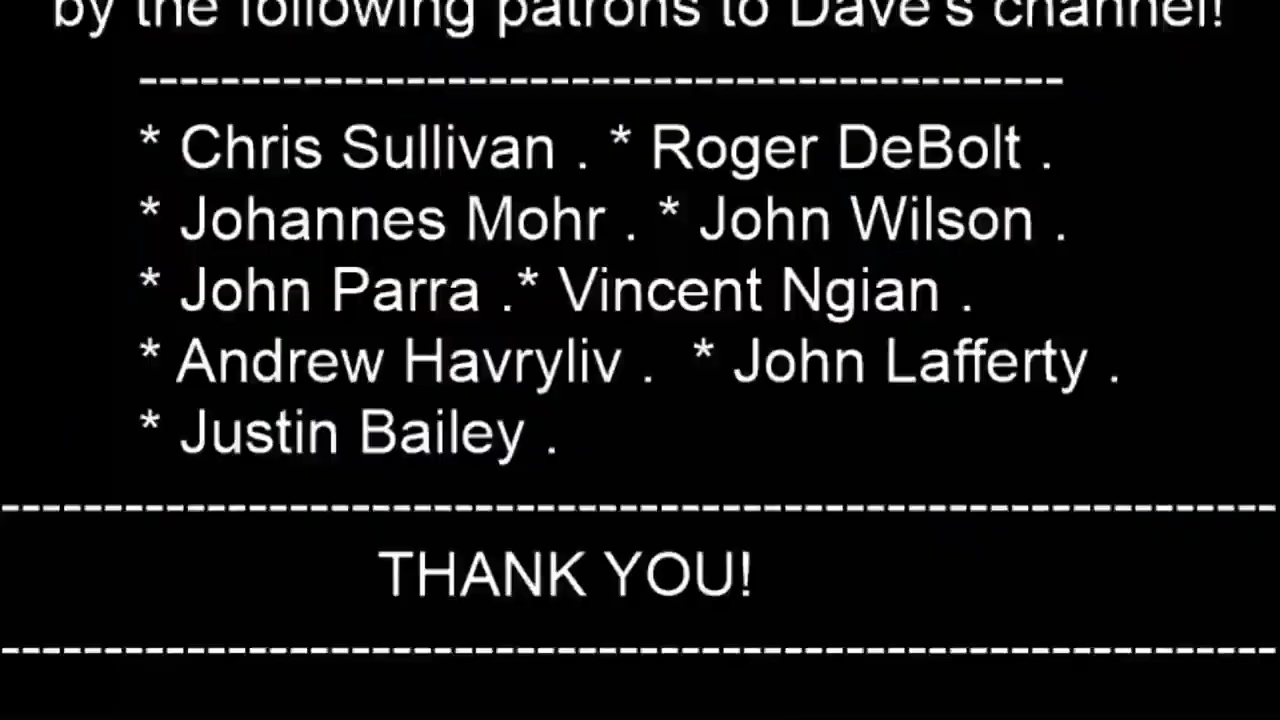 by the following patrons to Dave's channel!
---------------------------------------------
* Chris Sullivan . * Roger DeBolt .
* Johannes Mohr . * John Wilson .
* John Parra .* Vincent Ngian .
* Andrew Havryliv .  * John Lafferty .
* Justin Bailey .
--------------------------------------------------------------
THANK YOU!
--------------------------------------------------------------